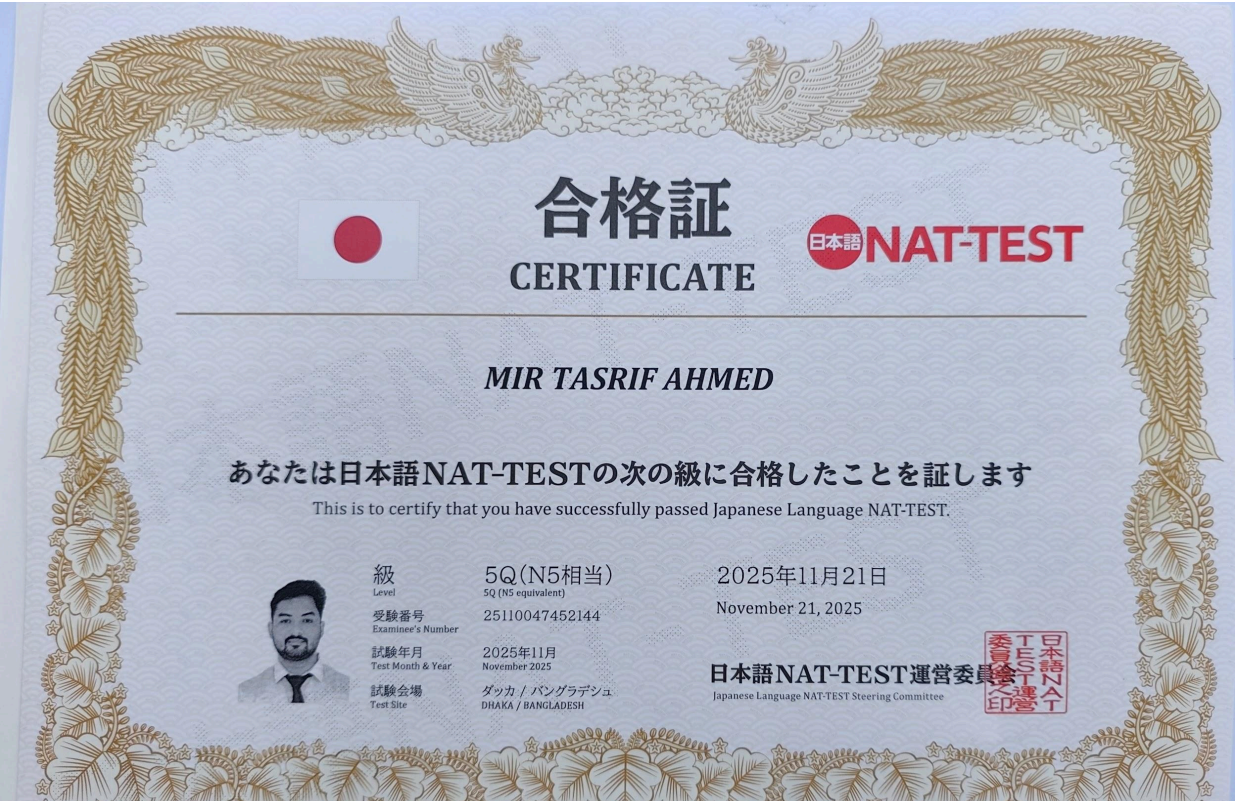 合格証
CERTIFICATE
日本語 NAT-TEST
MIR TASRIF AHMED
あなたは日本語NAT-TESTの次の級に合格したことを証します
This is to certify that you have successfully passed Japanese Language NAT-TEST.
級 5Q(N5相当)
Level 5Q (N5 equivalent)
受験番号 25110047452144
Examinee's Number
試験年月 2025年11月
Test Month & Year November 2025
試験会場 ダッカ / バングラデシュ
Test Site DHAKA / BANGLADESH
2025年11月21日
November 21, 2025
日本語NAT-TEST運営委員会
Japanese Language NAT-TEST Steering Committee
日本語NAT
TEST運営
委員会之印